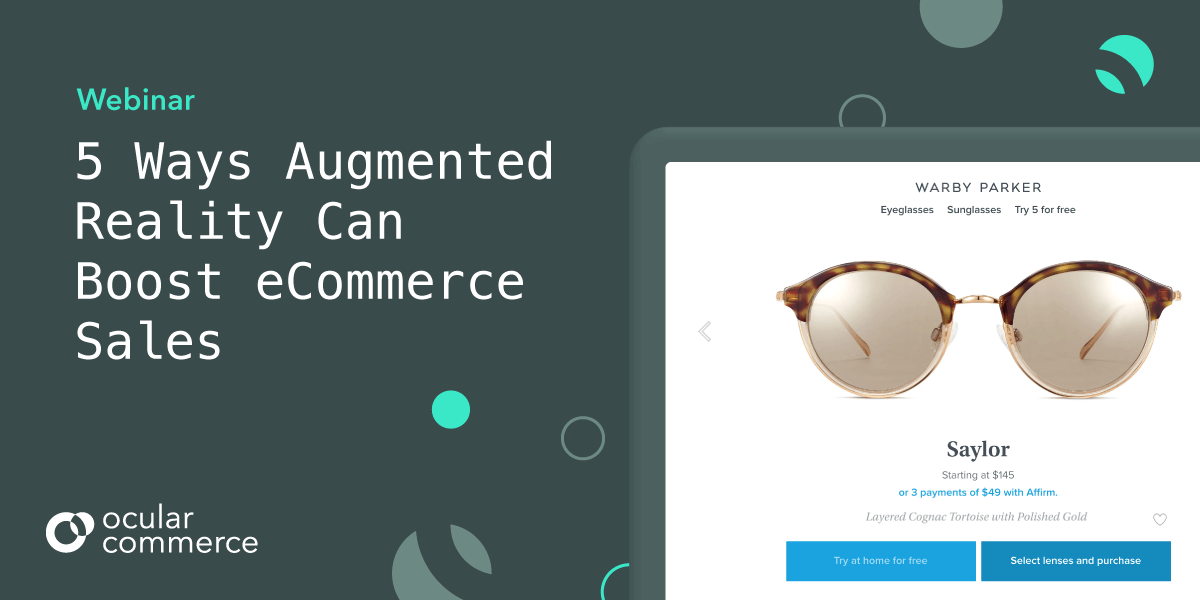 Webinar
5 Ways Augmented
Reality Can
Boost eCommerce
Sales
ocular
commerce
WARBY PARKER
Eyeglasses Sunglasses Try 5 for free
Saylor
Starting at $145
or 3 payments of $49 with Affirm.
Layered Cognac Tortoise with Polished Gold
Try at home for free Select lenses and purchase